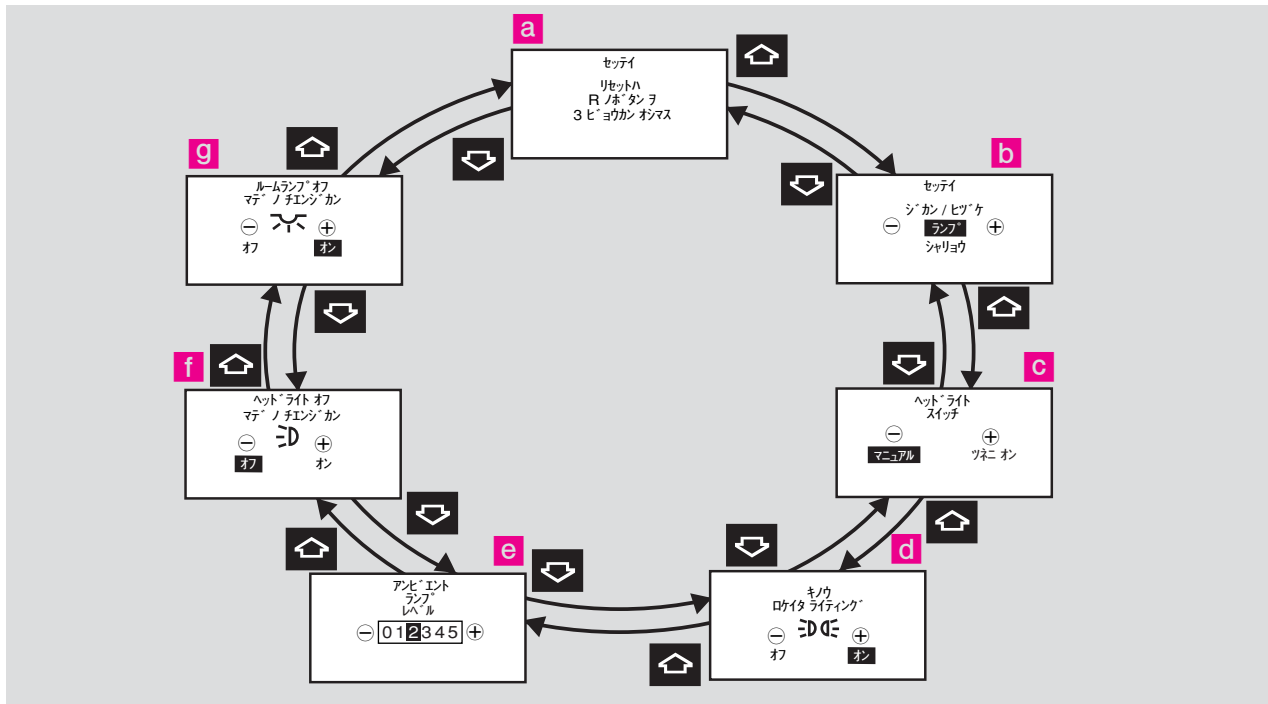 a
セッテイ
リセットハ
R ノボタン ヲ
3 ビョウカン オシマス
b
セッテイ
ジカン / ヒヅケ
ランプ
シャリョウ
c
ヘッドライト
スイッチ
マニュアル ツネニ オン
d
キノウ
ロケイタ ライティング
オフ オン
e
アンビエント
ランプ
レベル
0 1 2 3 4 5
f
ヘッドライト オフ
マデ ノ チエンジカン
オフ オン
g
ルームランプ オフ
マデ ノ チエンジカン
オフ オン